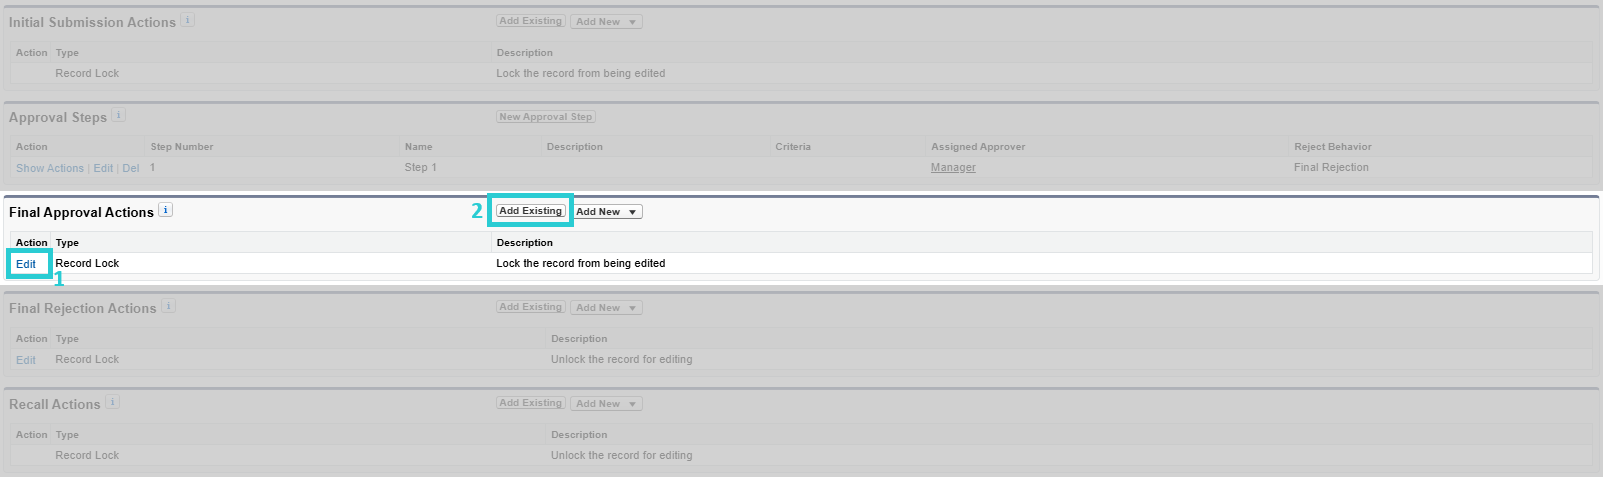 Initial Submission Actions i Add Existing Add New
Action Type Description
Record Lock Lock the record from being edited
Approval Steps i New Approval Step
Action Step Number Name Description Criteria Assigned Approver Reject Behavior
Show Actions | Edit | Del 1 Step 1 Manager Final Rejection
Final Approval Actions i 2 Add Existing Add New
Action Type Description
Edit Record Lock Lock the record from being edited
1
Final Rejection Actions i Add Existing Add New
Action Type Description
Edit Record Lock Unlock the record for editing
Recall Actions i Add Existing Add New
Action Type Description
Record Lock Unlock the record for editing